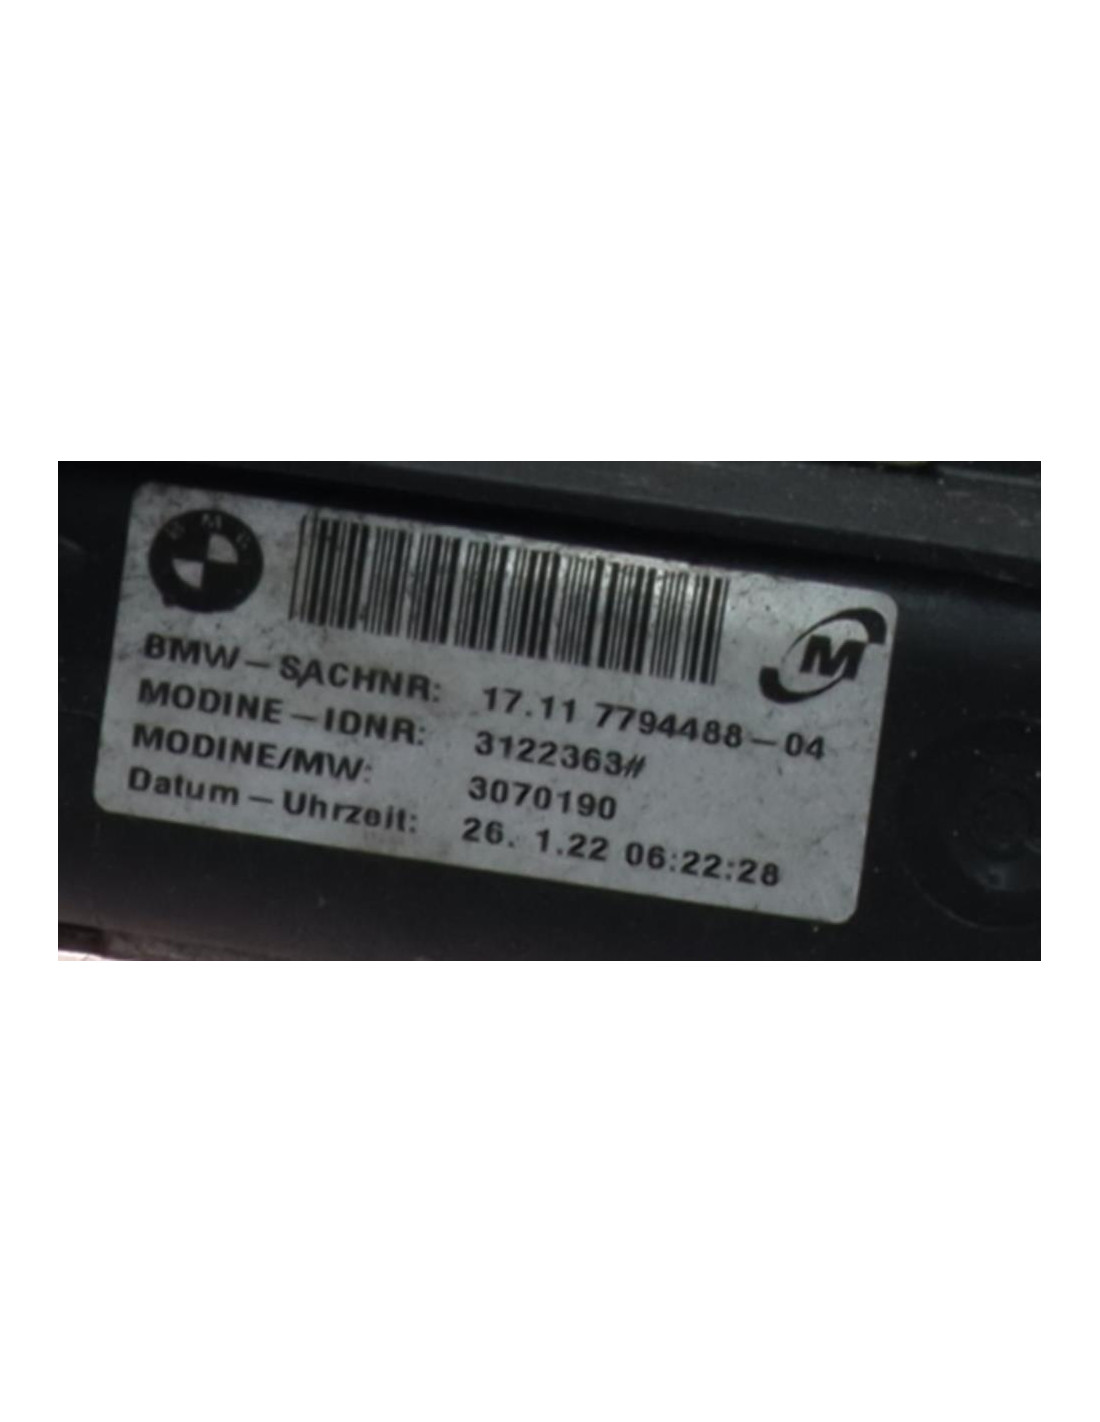 BMW
M
BMW-SACHNR: 17.11 7794488-04
MODINE-IDNR: 3122363#
MODINE/MW: 3070190
Datum-Uhrzeit: 26. 1.22 06:22:28